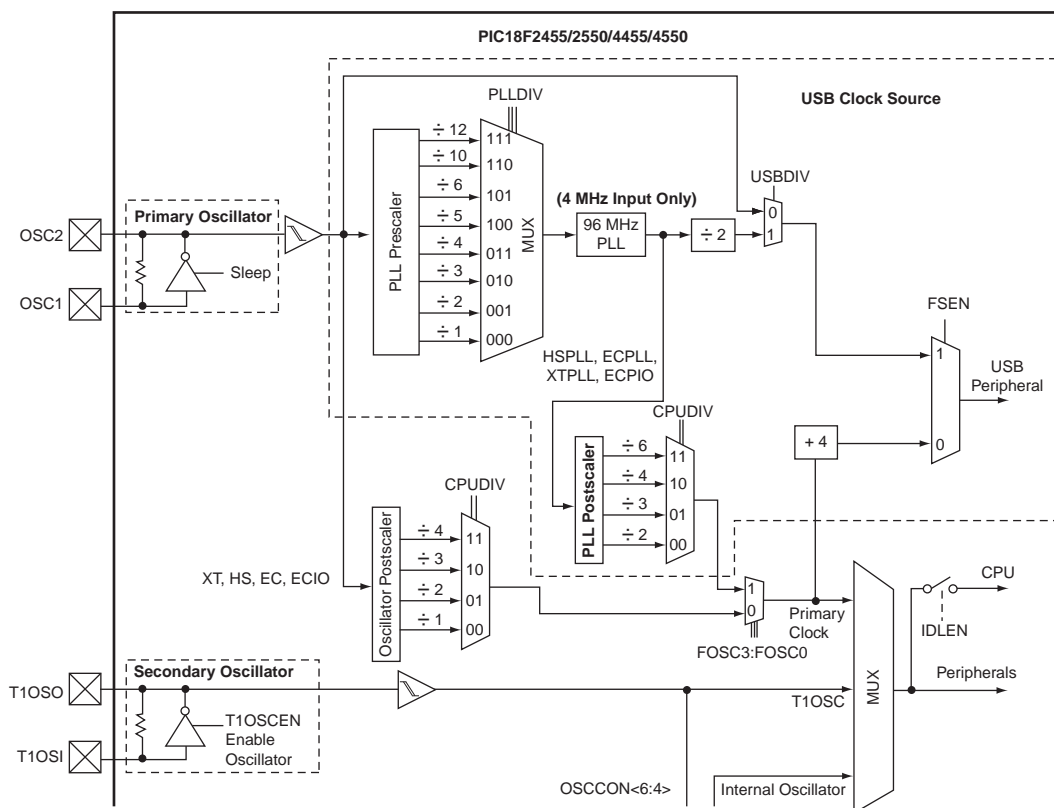 PIC18F2455/2550/4455/4550
USB Clock Source
PLLDIV
PLL Prescaler
÷ 12
÷ 10
÷ 6
÷ 5
÷ 4
÷ 3
÷ 2
÷ 1
111
110
101
100
011
010
001
000
MUX
(4 MHz Input Only)
96 MHz
PLL
÷ 2
USBDIV
0
1
OSC2
OSC1
Primary Oscillator
Sleep
HSPLL, ECPLL,
XTPLL, ECPIO
FSEN
1
0
USB
Peripheral
+ 4
CPUDIV
PLL Postscaler
÷ 6
÷ 4
÷ 3
÷ 2
11
10
01
00
CPUDIV
XT, HS, EC, ECIO
Oscillator Postscaler
÷ 4
÷ 3
÷ 2
÷ 1
11
10
01
00
1
0
Primary
Clock
FOSC3:FOSC0
MUX
CPU
IDLEN
Peripherals
T1OSO
T1OSI
Secondary Oscillator
T1OSCEN
Enable
Oscillator
T1OSC
OSCCON<6:4>
Internal Oscillator